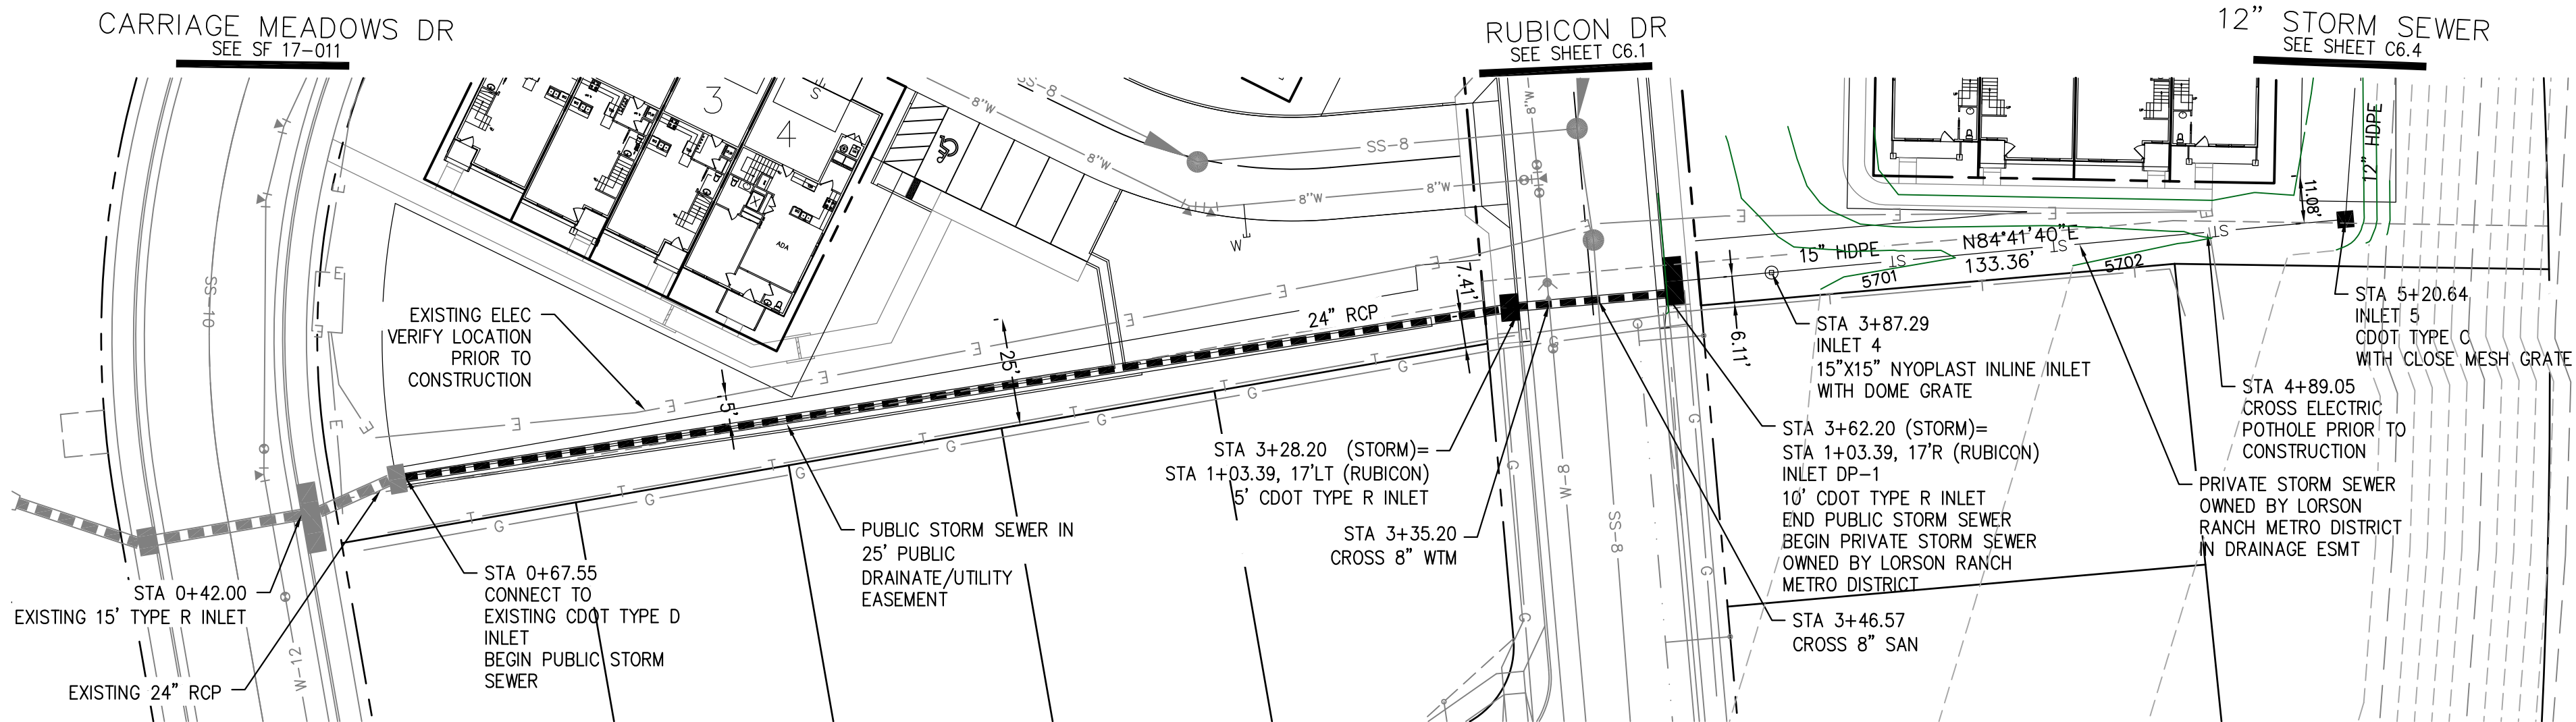 CARRIAGE MEADOWS DR
SEE SF 17-011
RUBICON DR
SEE SHEET C6.1
12" STORM SEWER
SEE SHEET C6.4
3
4
S
ADA
SS-8
8"W
8"W
SS-8
8"W
8"W
8"W
W
SS-10
W-12
8-W
SS-8
EXISTING ELEC
VERIFY LOCATION
PRIOR TO
CONSTRUCTION
25'
5'
24" RCP
7.41'
6.11'
15" HDPE
N84°41'40"E
133.36'
5701
5702
11.08'
12" HDPE
E
T
G
ST
STA 0+42.00
EXISTING 15' TYPE R INLET
EXISTING 24" RCP
STA 0+67.55
CONNECT TO
EXISTING CDOT TYPE D
INLET
BEGIN PUBLIC STORM
SEWER
PUBLIC STORM SEWER IN
25' PUBLIC
DRAINATE/UTILITY
EASEMENT
STA 3+28.20 (STORM)=
STA 1+03.39, 17'LT (RUBICON)
5' CDOT TYPE R INLET
STA 3+35.20
CROSS 8" WTM
STA 3+46.57
CROSS 8" SAN
STA 3+62.20 (STORM)=
STA 1+03.39, 17'R (RUBICON)
INLET DP-1
10' CDOT TYPE R INLET
END PUBLIC STORM SEWER
BEGIN PRIVATE STORM SEWER
OWNED BY LORSON RANCH
METRO DISTRICT
STA 3+87.29
INLET 4
15"X15" NYOPLAST INLINE INLET
WITH DOME GRATE
STA 5+20.64
INLET 5
CDOT TYPE C
WITH CLOSE MESH GRATE
STA 4+89.05
CROSS ELECTRIC
POTHOLE PRIOR TO
CONSTRUCTION
PRIVATE STORM SEWER
OWNED BY LORSON
RANCH METRO DISTRICT
IN DRAINAGE ESMT